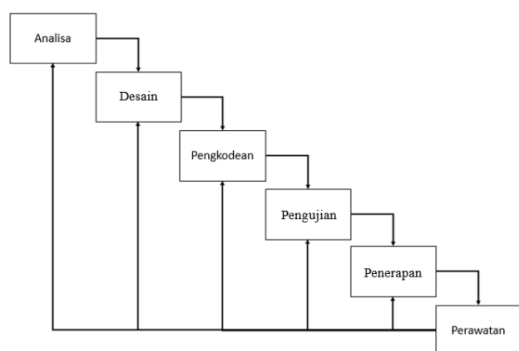 Analisa
Desain
Pengkodean
Pengujian
Penerapan
Perawatan